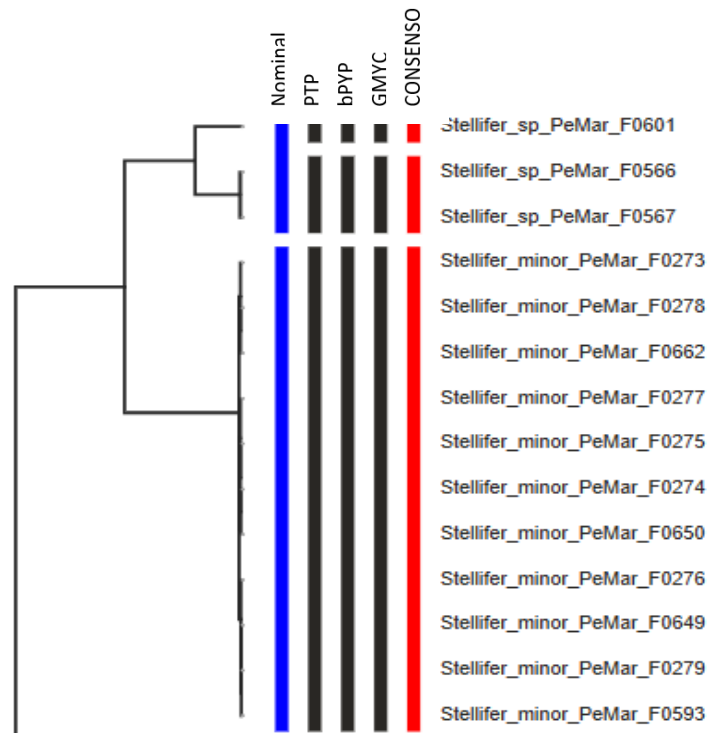 Nominal
PTP
bPYP
GMYC
CONSENSO
Stellifer_sp_PeMar_F0601
Stellifer_sp_PeMar_F0566
Stellifer_sp_PeMar_F0567
Stellifer_minor_PeMar_F0273
Stellifer_minor_PeMar_F0278
Stellifer_minor_PeMar_F0662
Stellifer_minor_PeMar_F0277
Stellifer_minor_PeMar_F0275
Stellifer_minor_PeMar_F0274
Stellifer_minor_PeMar_F0650
Stellifer_minor_PeMar_F0276
Stellifer_minor_PeMar_F0649
Stellifer_minor_PeMar_F0279
Stellifer_minor_PeMar_F0593